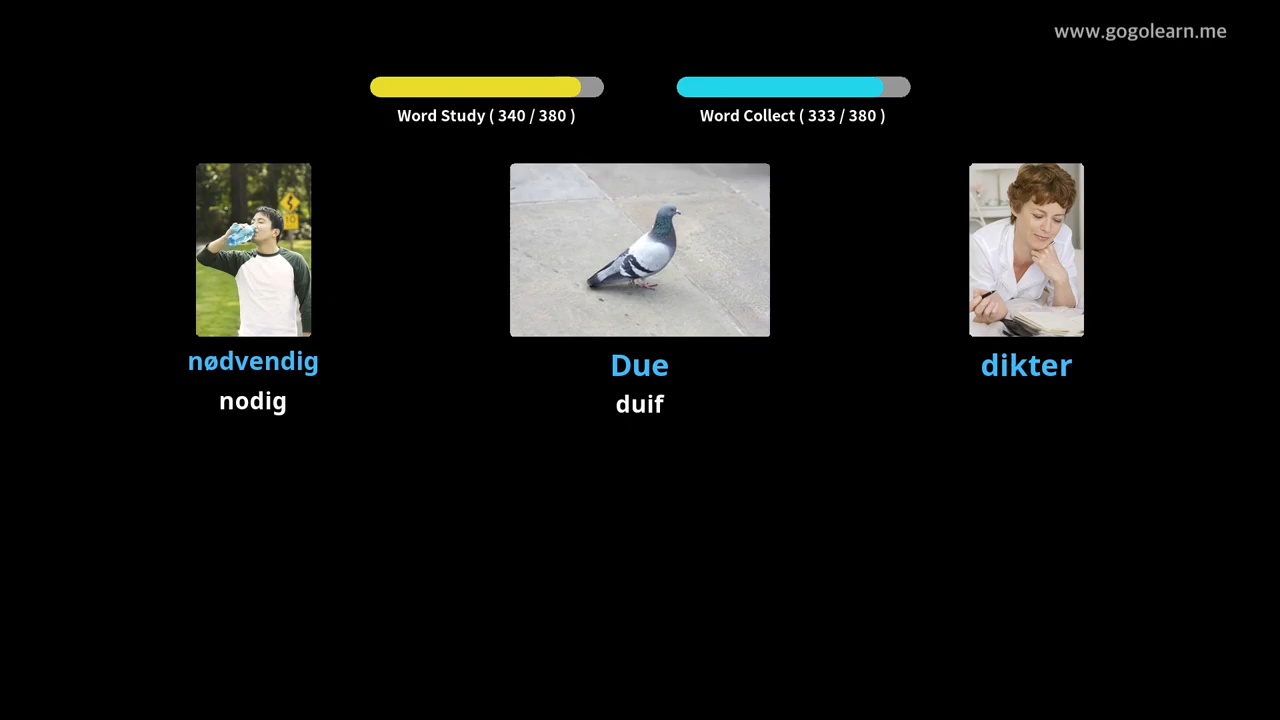 www.gogolearn.me
Word Study ( 340 / 380 )
Word Collect ( 333 / 380 )
nødvendig
nodig
Due
duif
dikter